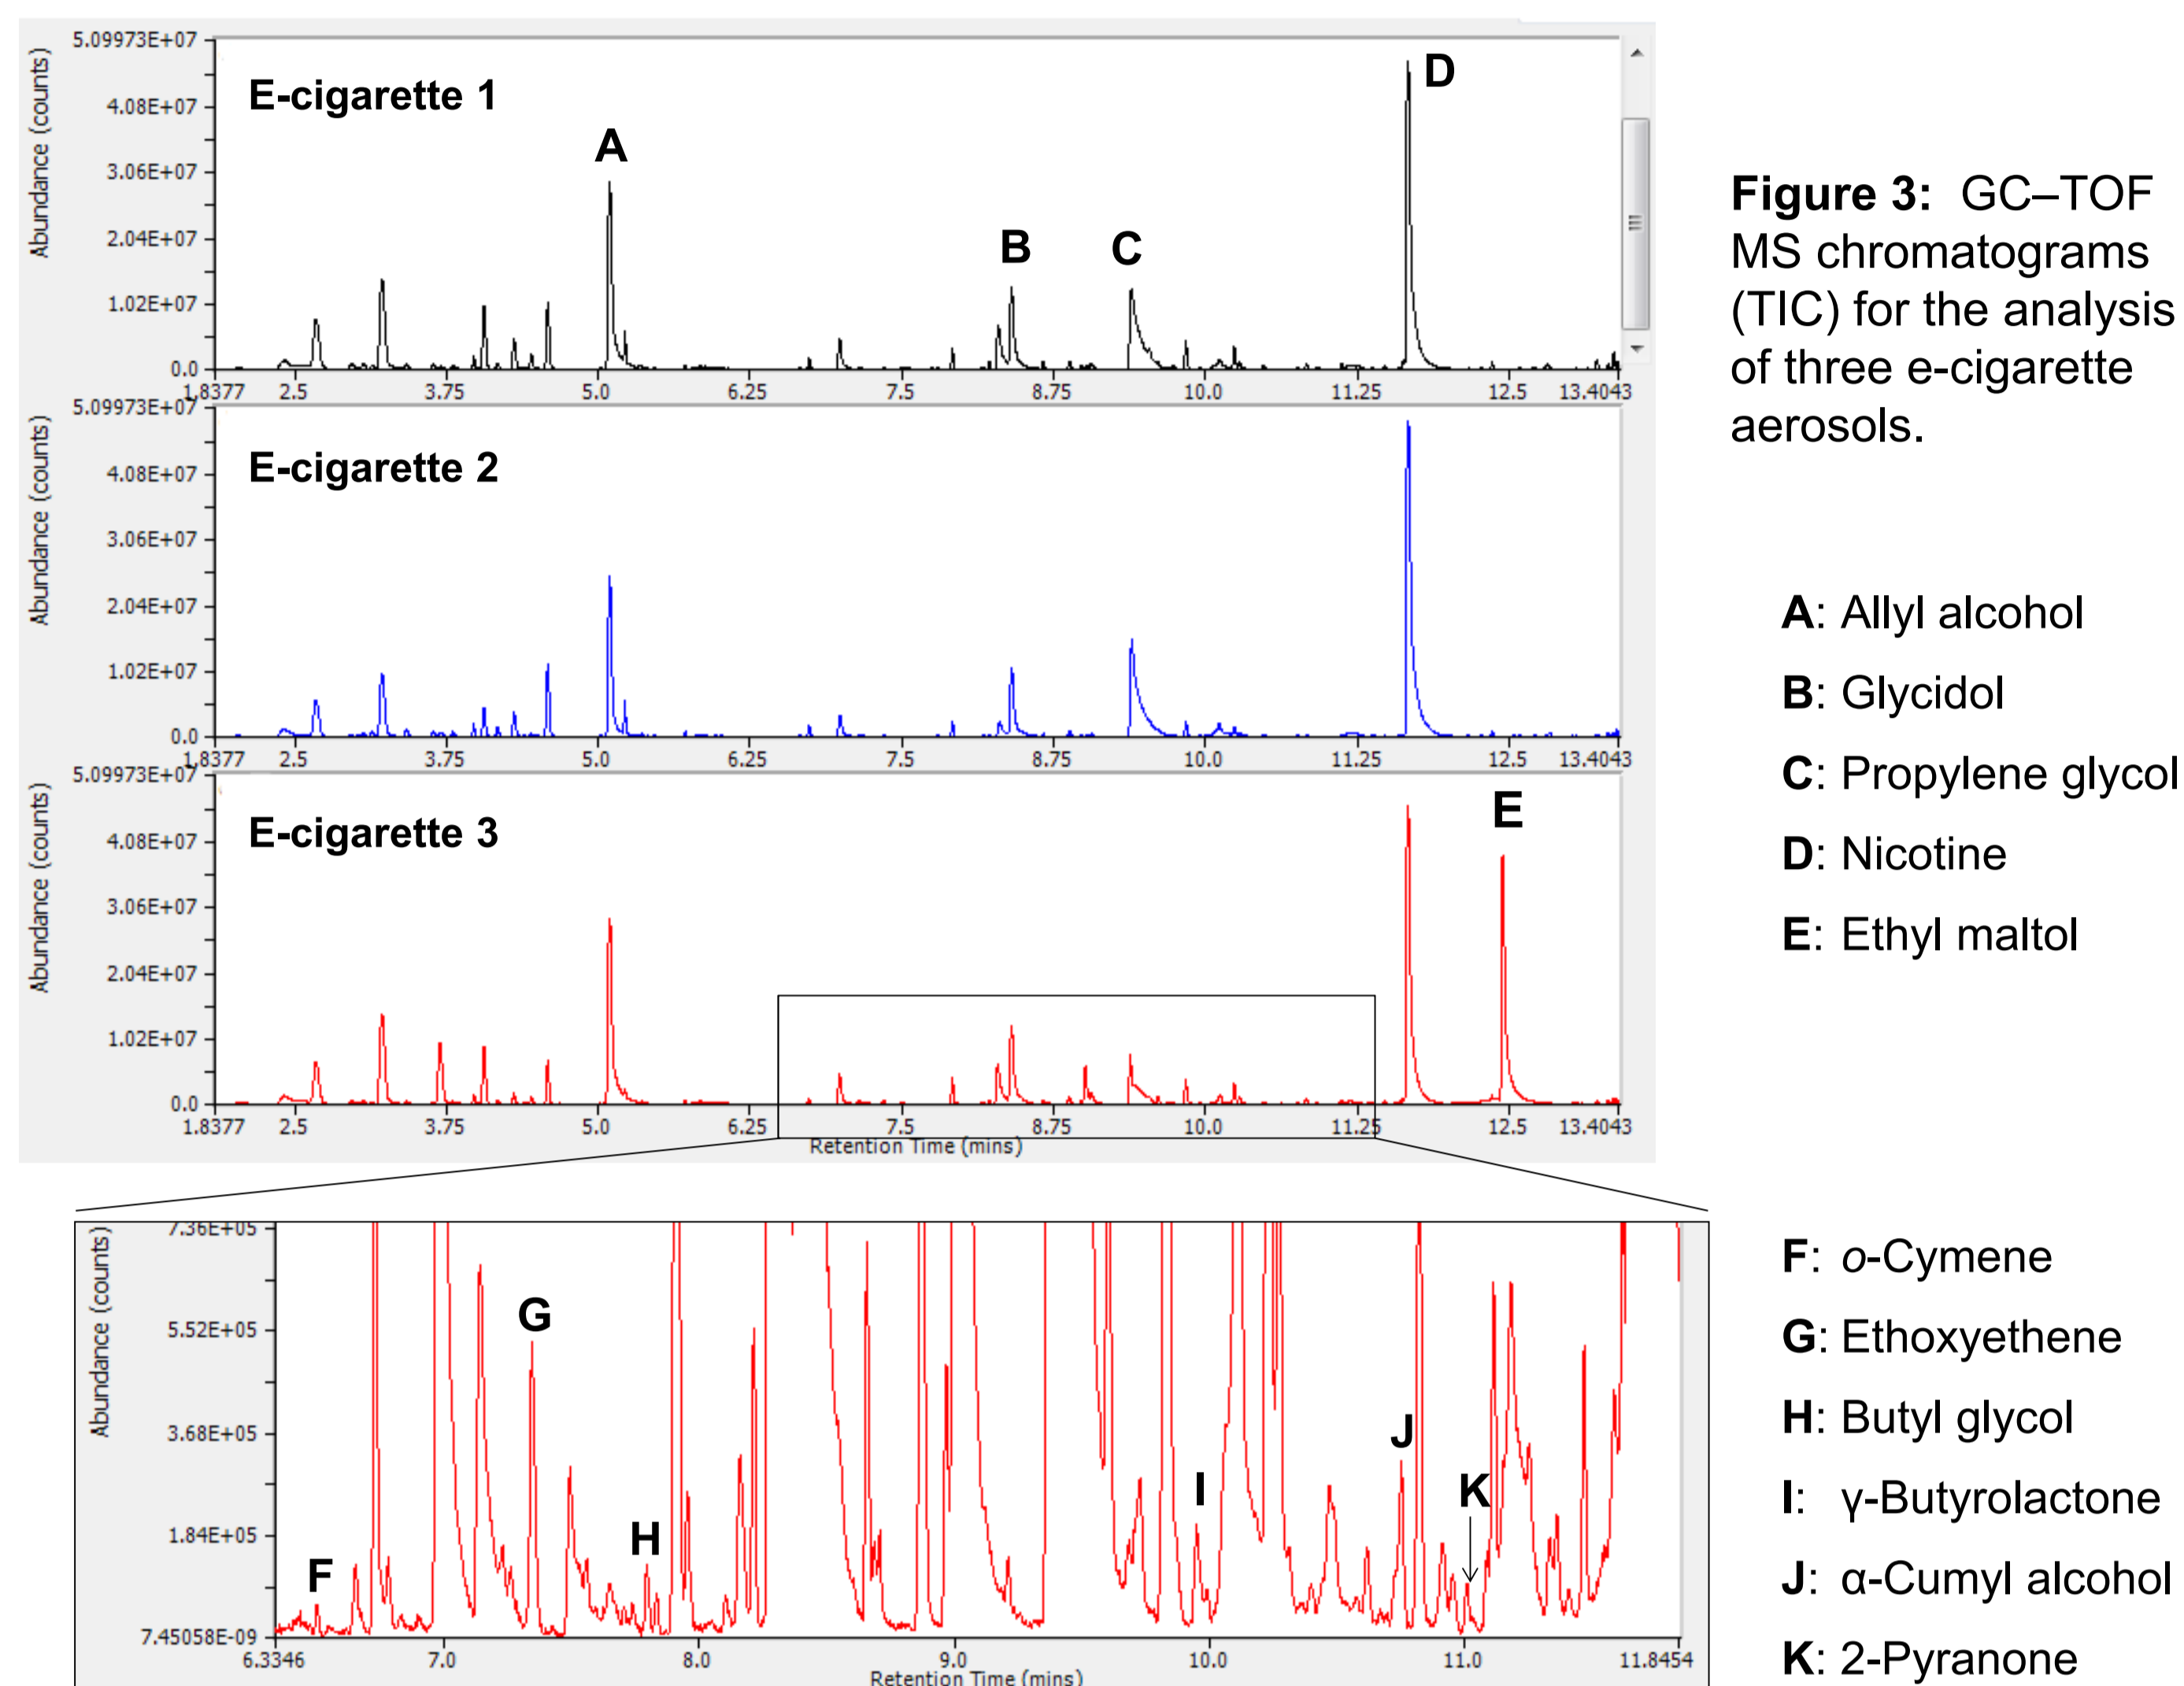 Abundance (counts)
5.09973E+07
4.08E+07
3.06E+07
2.04E+07
1.02E+07
0.0
E-cigarette 1
A
B
C
D
1.8377 2.5 3.75 5.0 6.25 7.5 8.75 10.0 11.25 12.5 13.4043
Abundance (counts)
5.09973E+07
4.08E+07
3.06E+07
2.04E+07
1.02E+07
0.0
E-cigarette 2
1.8377 2.5 3.75 5.0 6.25 7.5 8.75 10.0 11.25 12.5 13.4043
Abundance (counts)
5.09973E+07
4.08E+07
3.06E+07
2.04E+07
1.02E+07
0.0
E-cigarette 3
E
1.8377 2.5 3.75 5.0 6.25 7.5 8.75 10.0 11.25 12.5 13.4043
Retention Time (mins)
Figure 3: GC–TOF
MS chromatograms
(TIC) for the analysis
of three e-cigarette
aerosols.
A: Allyl alcohol
B: Glycidol
C: Propylene glycol
D: Nicotine
E: Ethyl maltol
Abundance (counts)
7.36E+05
5.52E+05
3.68E+05
1.84E+05
7.45058E-09
F
G
H
I
J
K
6.3346 7.0 8.0 9.0 10.0 11.0 11.8454
Retention Time (mins)
F: o-Cymene
G: Ethoxyethene
H: Butyl glycol
I: γ-Butyrolactone
J: α-Cumyl alcohol
K: 2-Pyranone